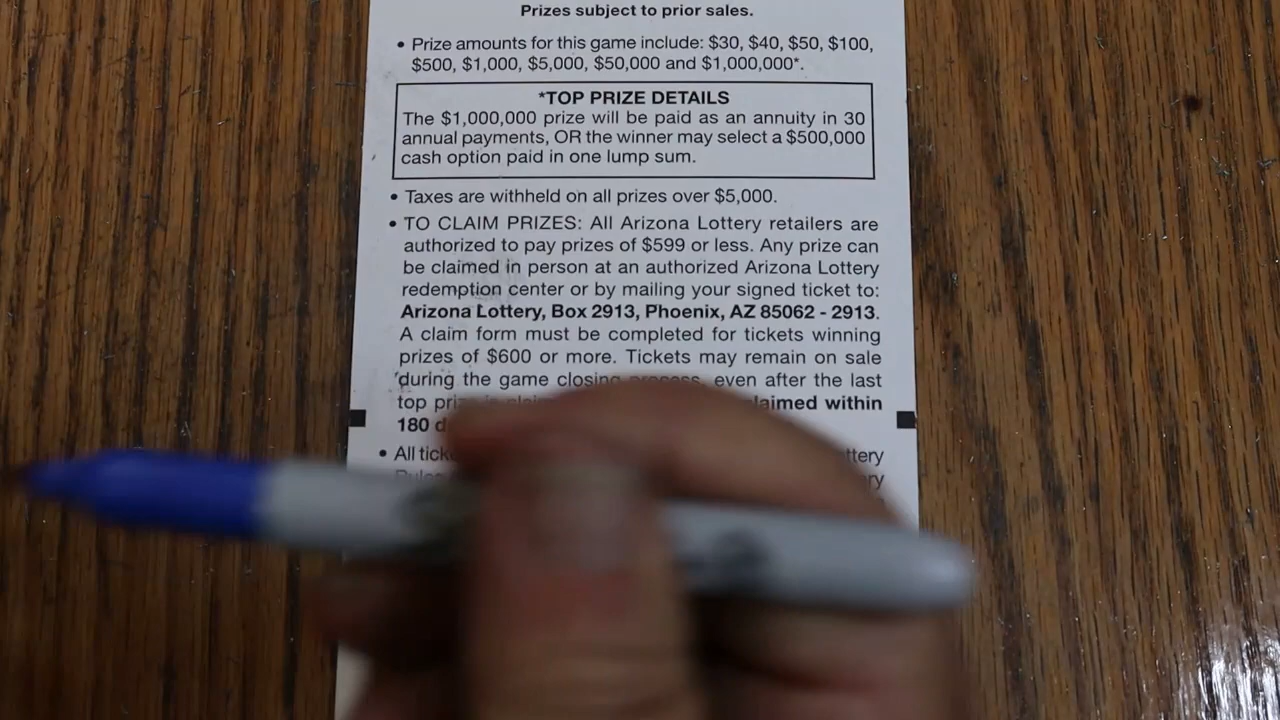 Prizes subject to prior sales.
• Prize amounts for this game include: $30, $40, $50, $100,
$500, $1,000, $5,000, $50,000 and $1,000,000*.
*TOP PRIZE DETAILS
The $1,000,000 prize will be paid as an annuity in 30
annual payments, OR the winner may select a $500,000
cash option paid in one lump sum.
• Taxes are withheld on all prizes over $5,000.
• TO CLAIM PRIZES: All Arizona Lottery retailers are
authorized to pay prizes of $599 or less. Any prize can
be claimed in person at an authorized Arizona Lottery
redemption center or by mailing your signed ticket to:
Arizona Lottery, Box 2913, Phoenix, AZ 85062 - 2913.
A claim form must be completed for tickets winning
prizes of $600 or more. Tickets may remain on sale
during the game closing process, even after the last
top claimed within
180
• All